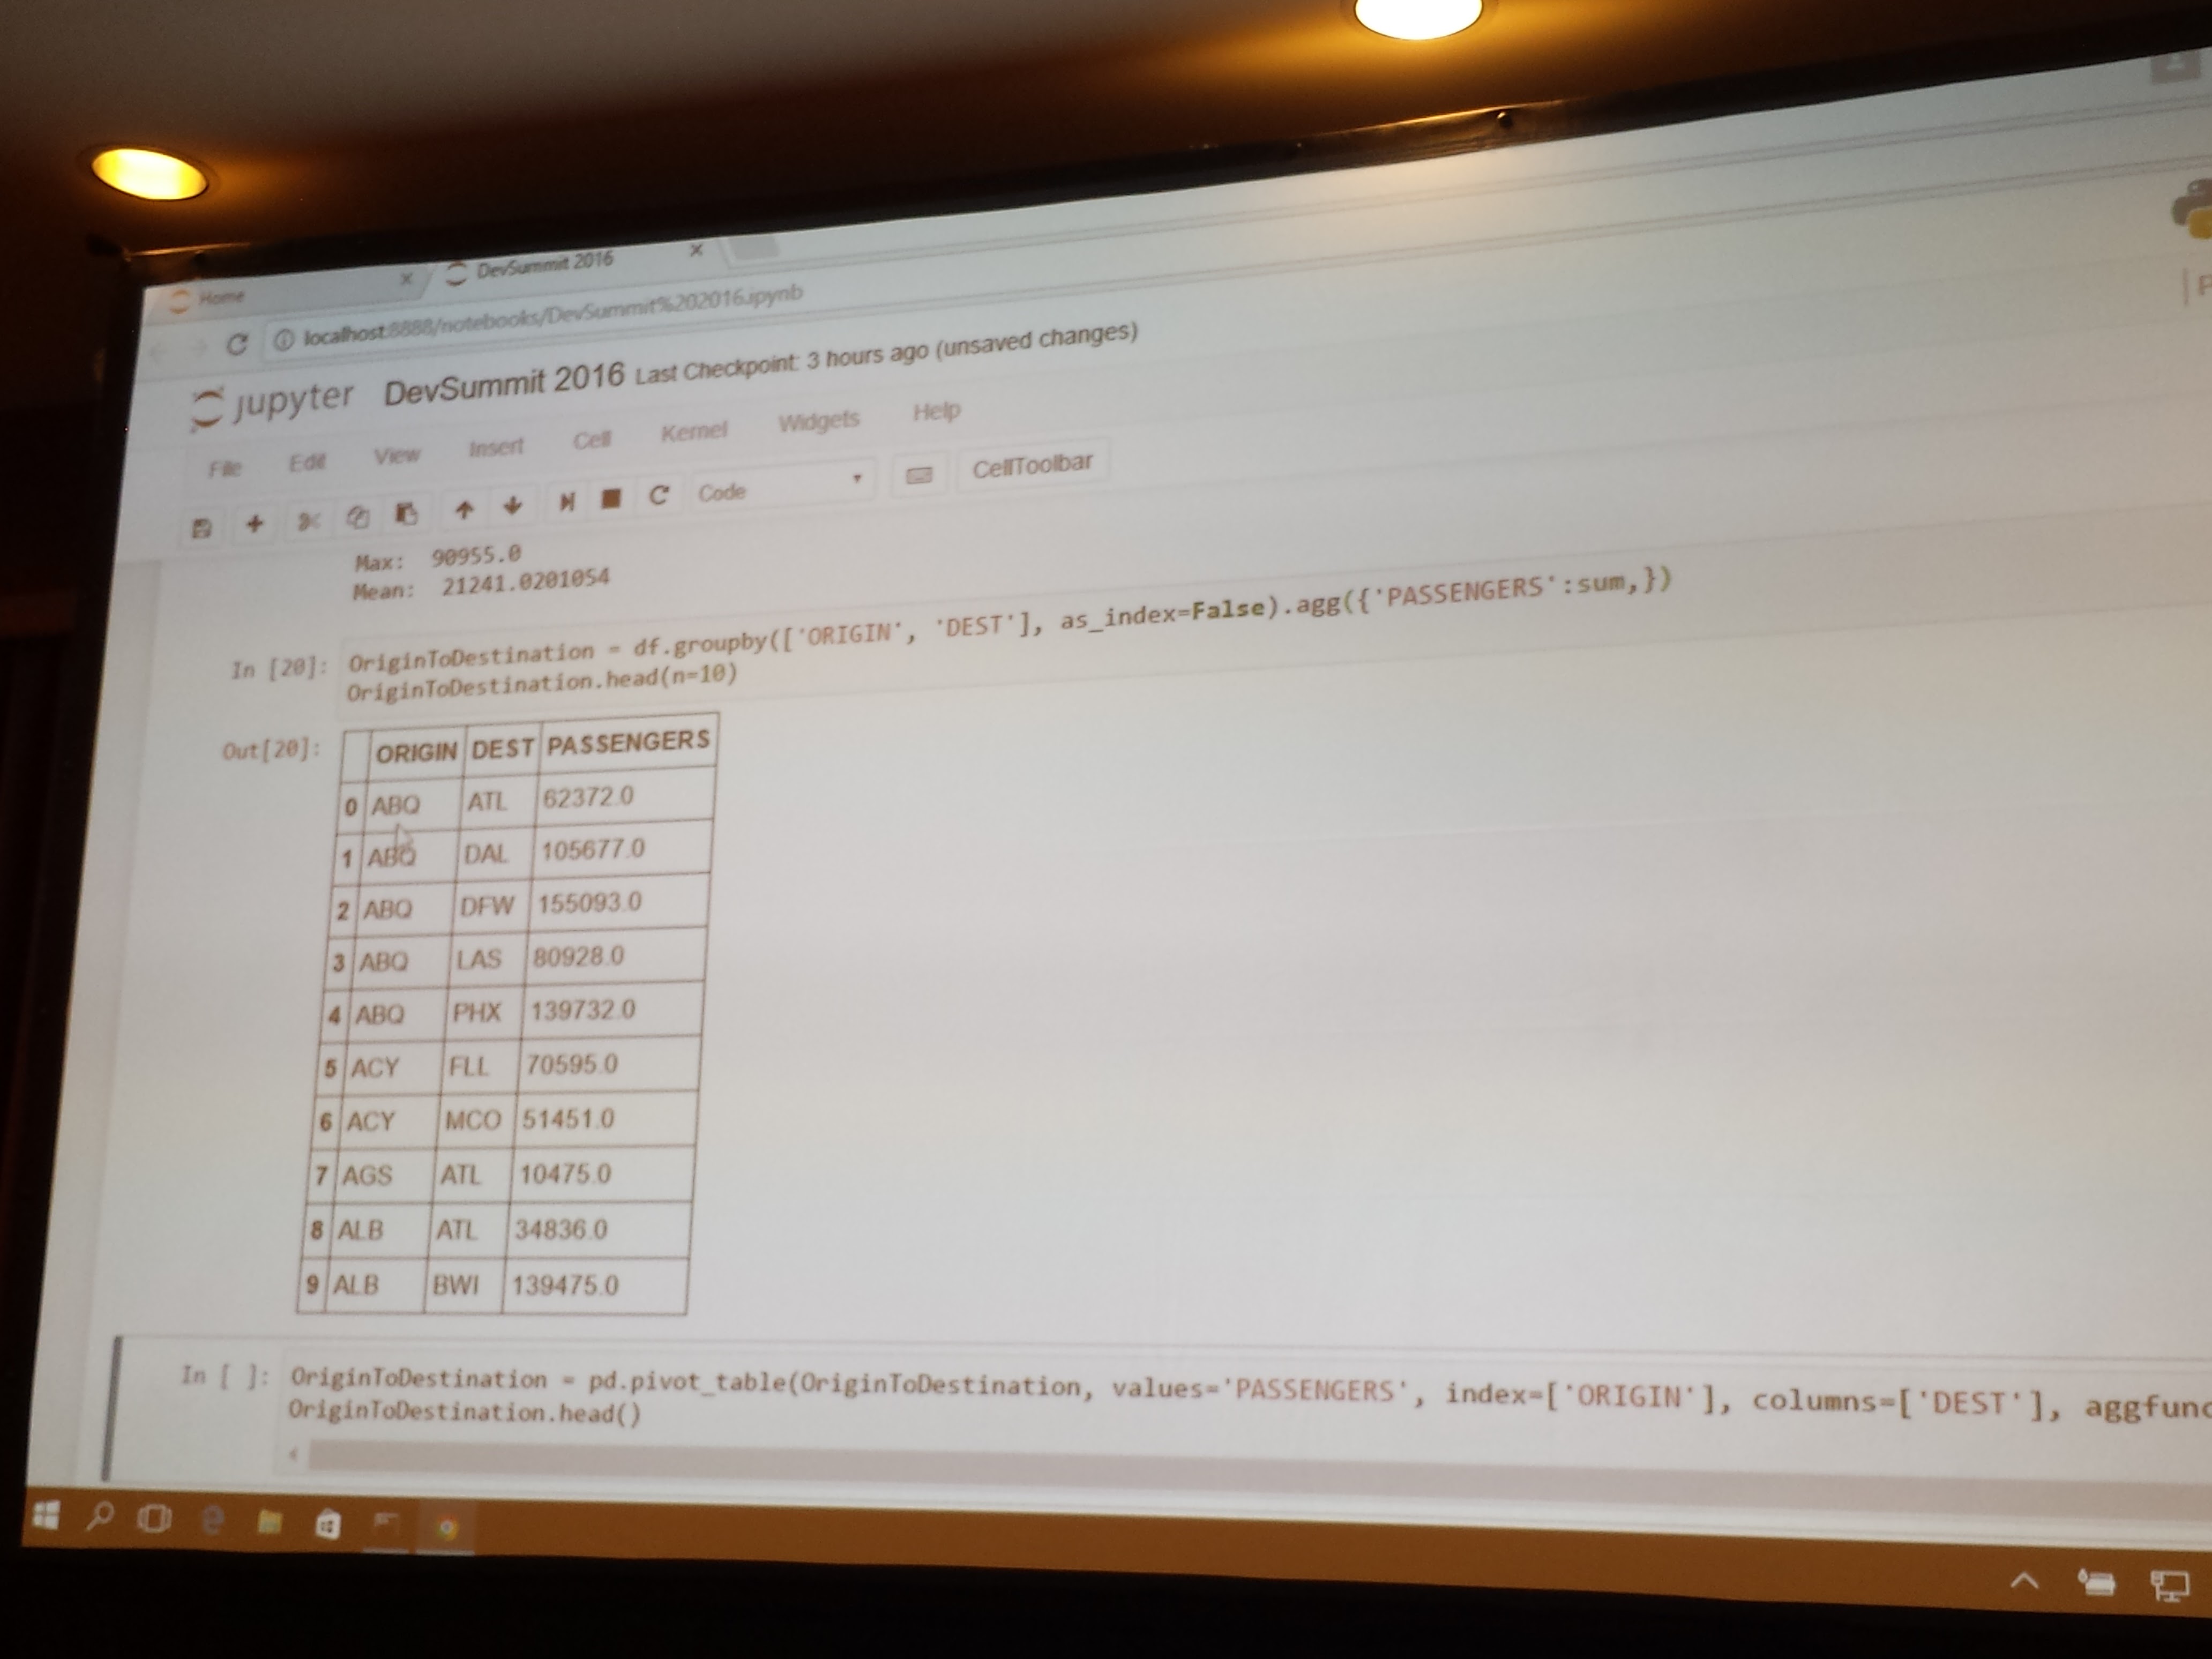 Home
DevSummit 2016
localhost:8888/notebooks/DevSummit%202016.ipynb
jupyter DevSummit 2016 Last Checkpoint: 3 hours ago (unsaved changes)
File Edit View Insert Cell Kernel Widgets Help
Code CellToolbar
Max: 90955.0
Mean: 21241.0201054
In [20]: OriginToDestination = df.groupby(['ORIGIN', 'DEST'], as_index=False).agg({'PASSENGERS':sum,})
OriginToDestination.head(n=10)
Out[20]:
ORIGIN DEST PASSENGERS
0 ABQ ATL 62372.0
1 ABQ DAL 105677.0
2 ABQ DFW 155093.0
3 ABQ LAS 80928.0
4 ABQ PHX 139732.0
5 ACY FLL 70595.0
6 ACY MCO 51451.0
7 AGS ATL 10475.0
8 ALB ATL 34836.0
9 ALB BWI 139475.0
In [ ]: OriginToDestination = pd.pivot_table(OriginToDestination, values='PASSENGERS', index=['ORIGIN'], columns=['DEST'], aggfunc
OriginToDestination.head()